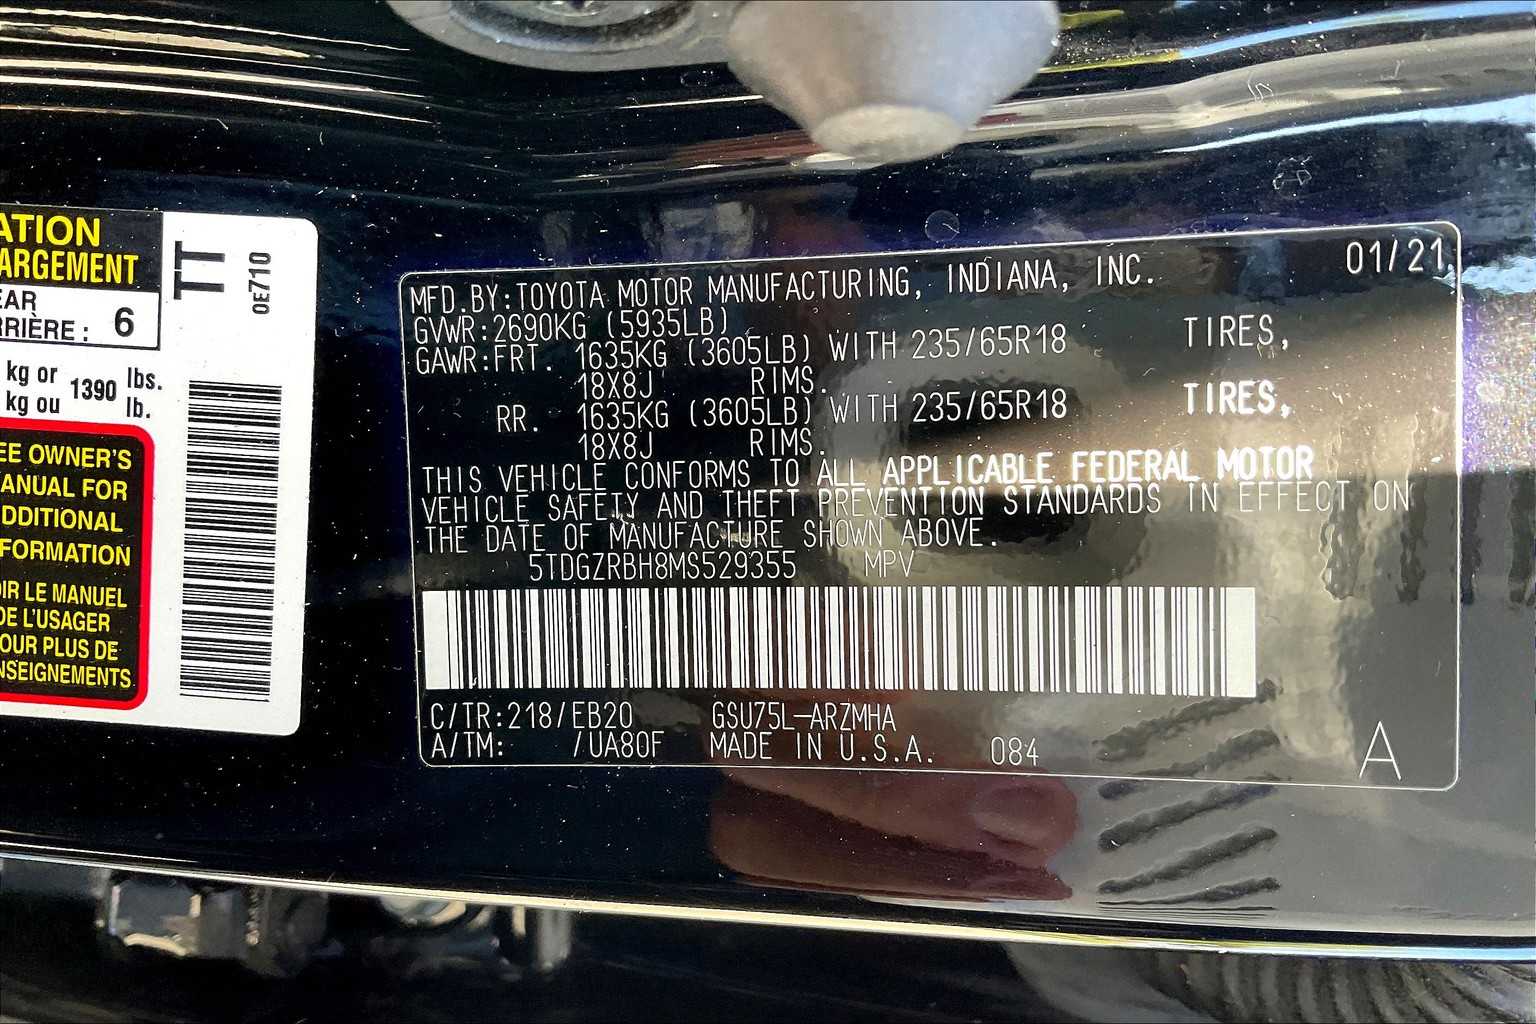 ATION
ARGEMENT
EAR
RRIÈRE : 6
kg or 1390 lbs.
kg ou lb.
EE OWNER'S
ANUAL FOR
DDITIONAL
FORMATION
OIR LE MANUEL
DE L'USAGER
OUR PLUS DE
NSEIGNEMENTS
TT
0E710
01/21
MFD.BY:TOYOTA MOTOR MANUFACTURING, INDIANA, INC.
GVWR:2690KG (5935LB)
GAWR:FRT. 1635KG (3605LB) WITH 235/65R18 TIRES,
18X8J RIMS.
RR. 1635KG (3605LB) WITH 235/65R18 TIRES,
18X8J RIMS.
THIS VEHICLE CONFORMS TO ALL APPLICABLE FEDERAL MOTOR
VEHICLE SAFETY AND THEFT PREVENTION STANDARDS IN EFFECT ON
THE DATE OF MANUFACTURE SHOWN ABOVE.
5TDGZRBH8MS529355 MPV
C/TR:218/EB20 GSU75L-ARZMHA
A/TM: /UA80F MADE IN U.S.A. 084
A